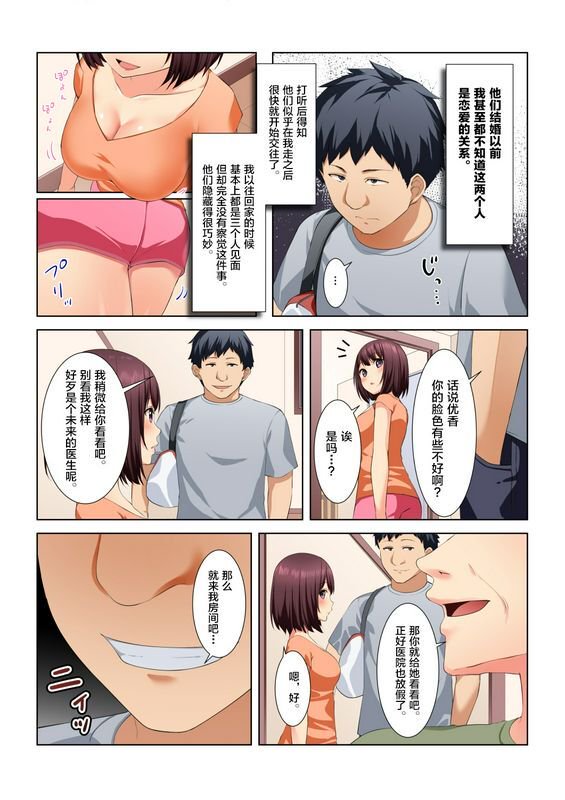 他们结婚以前
我甚至都不知道这两个人
是恋爱的关系。
打听后得知
他们似乎在我走之后
很快就开始交往了。
我以往回家的时候
基本上都是三个人见面
但却完全没有察觉这件事
他们隐藏得很巧妙
…
じっ…
ぽよん
ぽよん
プリッ
话说优香
你的脸色有些不好啊？
诶
是吗…？
我稍微给你看看吧。
别看我这样
好歹是个未来的医生呢。
那你就给她看看吧。
正好医院也放假了。
嗯，好。
那么
就来我房间吧…
ニィッ